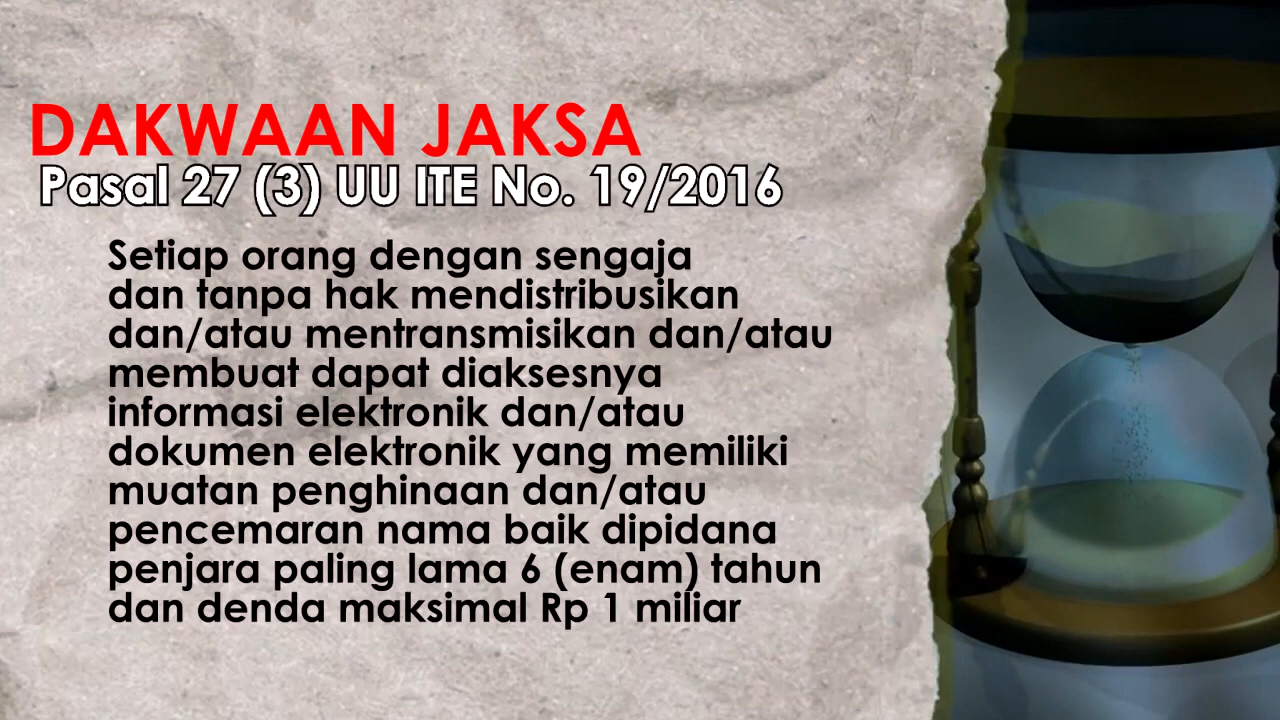 DAKWAAN JAKSA
Pasal 27 (3) UU ITE No. 19/2016
Setiap orang dengan sengaja
dan tanpa hak mendistribusikan
dan/atau mentransmisikan dan/atau
membuat dapat diaksesnya
informasi elektronik dan/atau
dokumen elektronik yang memiliki
muatan penghinaan dan/atau
pencemaran nama baik dipidana
penjara paling lama 6 (enam) tahun
dan denda maksimal Rp 1 miliar